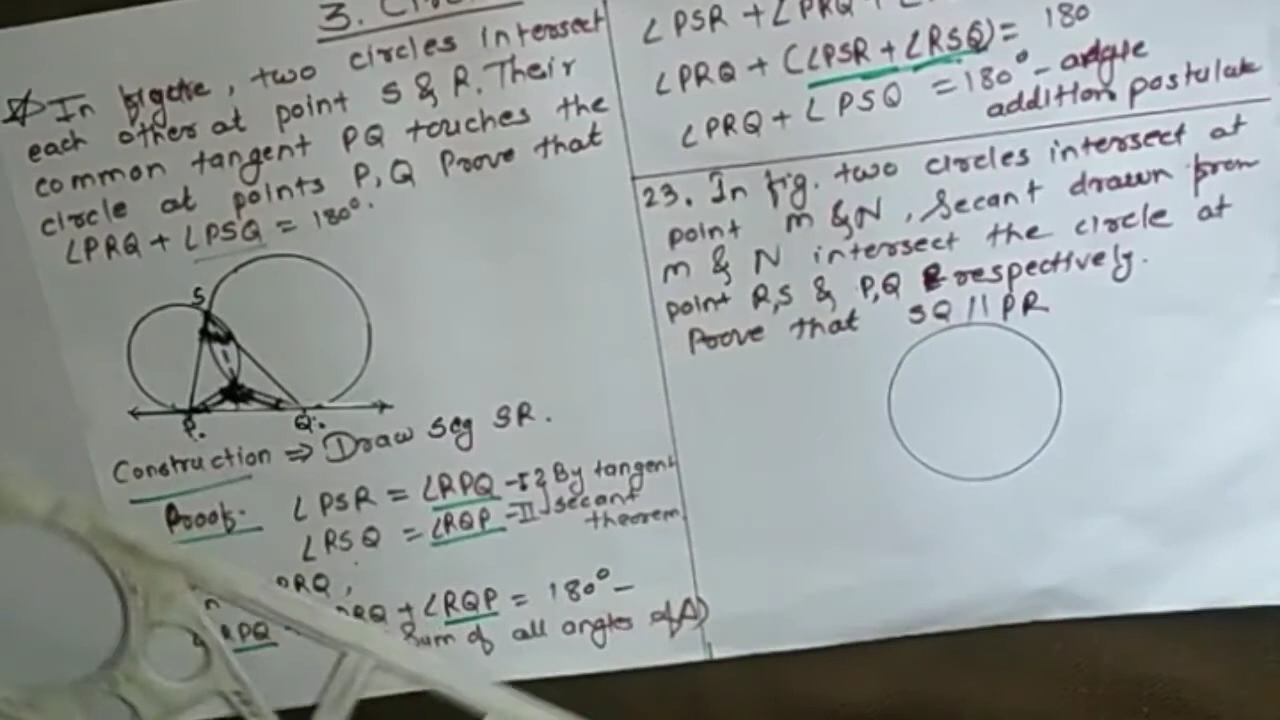 3. Circ
In figure, two circles intersect
each other at point S & R. Their
common tangent PQ touches the
circle at points P, Q Prove that
∠PRQ + ∠PSQ = 180°.
S
P.
Q.
Construction ⇒ Draw seg SR.
Proof:-
∠PSR = ∠RPQ -I } By tangent
∠RSQ = ∠RQP -II secant
theorem
PRQ,
RPQ + ∠RQP = 180° -
Sum of all angles of Δ)
∠PSR + ∠PRQ +
∠PRQ + (∠PSR + ∠RSQ) = 180
∠PRQ + ∠PSQ = 180° - angle
addition postulate
23. In fig. two circles intersect at
point M & N, Secant drawn from
M & N intersect the circle at
point R,S & P,Q respectively.
Prove that SQ || PR